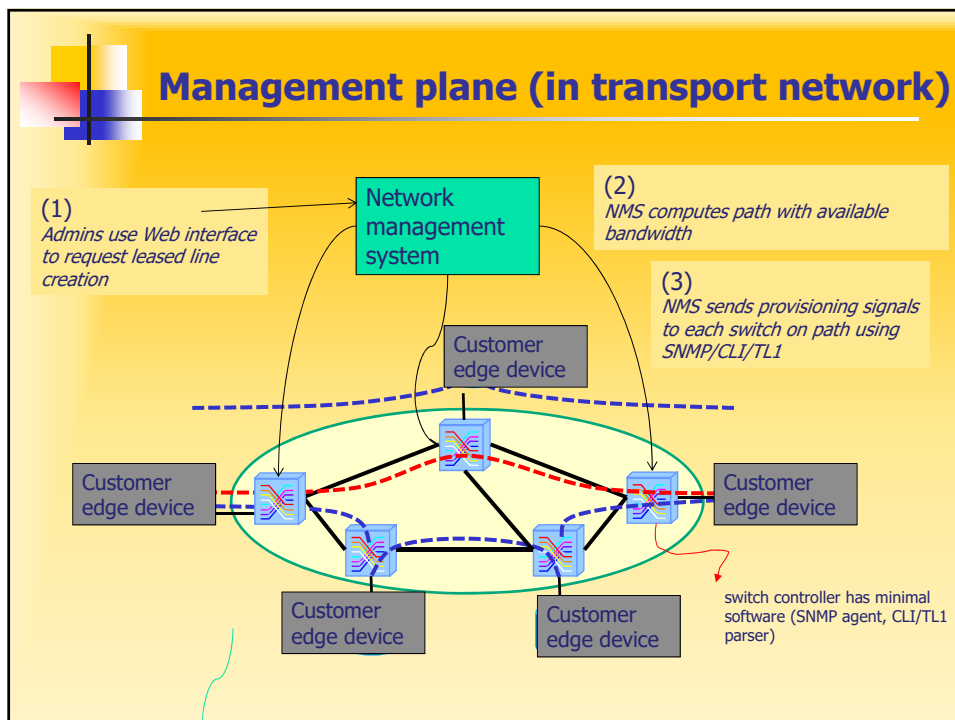 Management plane (in transport network)
(1)
Admins use Web interface
to request leased line
creation
Network
management
system
(2)
NMS computes path with available
bandwidth
(3)
NMS sends provisioning signals
to each switch on path using
SNMP/CLI/TL1
Customer
edge device
Customer
edge device
Customer
edge device
Customer
edge device
Customer
edge device
switch controller has minimal
software (SNMP agent, CLI/TL1
parser)